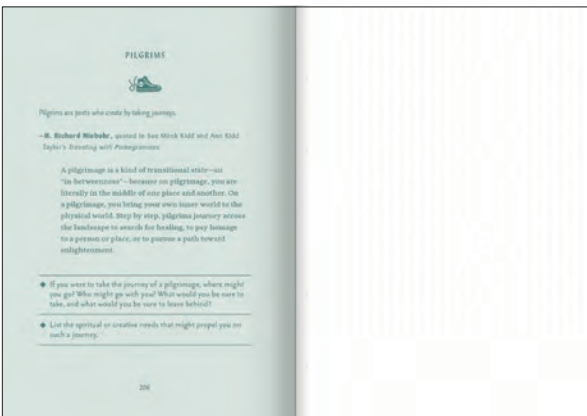 PILGRIMS
Pilgrims are poets who create by taking journeys.
—H. Richard Niebuhr, quoted in Sue Monk Kidd and Ann Kidd
Taylor's Traveling with Pomegranates
A pilgrimage is a kind of transitional state—an
"in-betweenness"—because on pilgrimage, you are
literally in the middle of one place and another. On
a pilgrimage, you bring your own inner world to the
physical world. Step by step, pilgrims journey across
the landscape to search for healing, to pay homage
to a person or place, or to pursue a path toward
enlightenment.
◆ If you were to take the journey of a pilgrimage, where might
you go? Who might go with you? What would you be sure to
take, and what would you be sure to leave behind?
◆ List the spiritual or creative needs that might propel you on
such a journey.
206